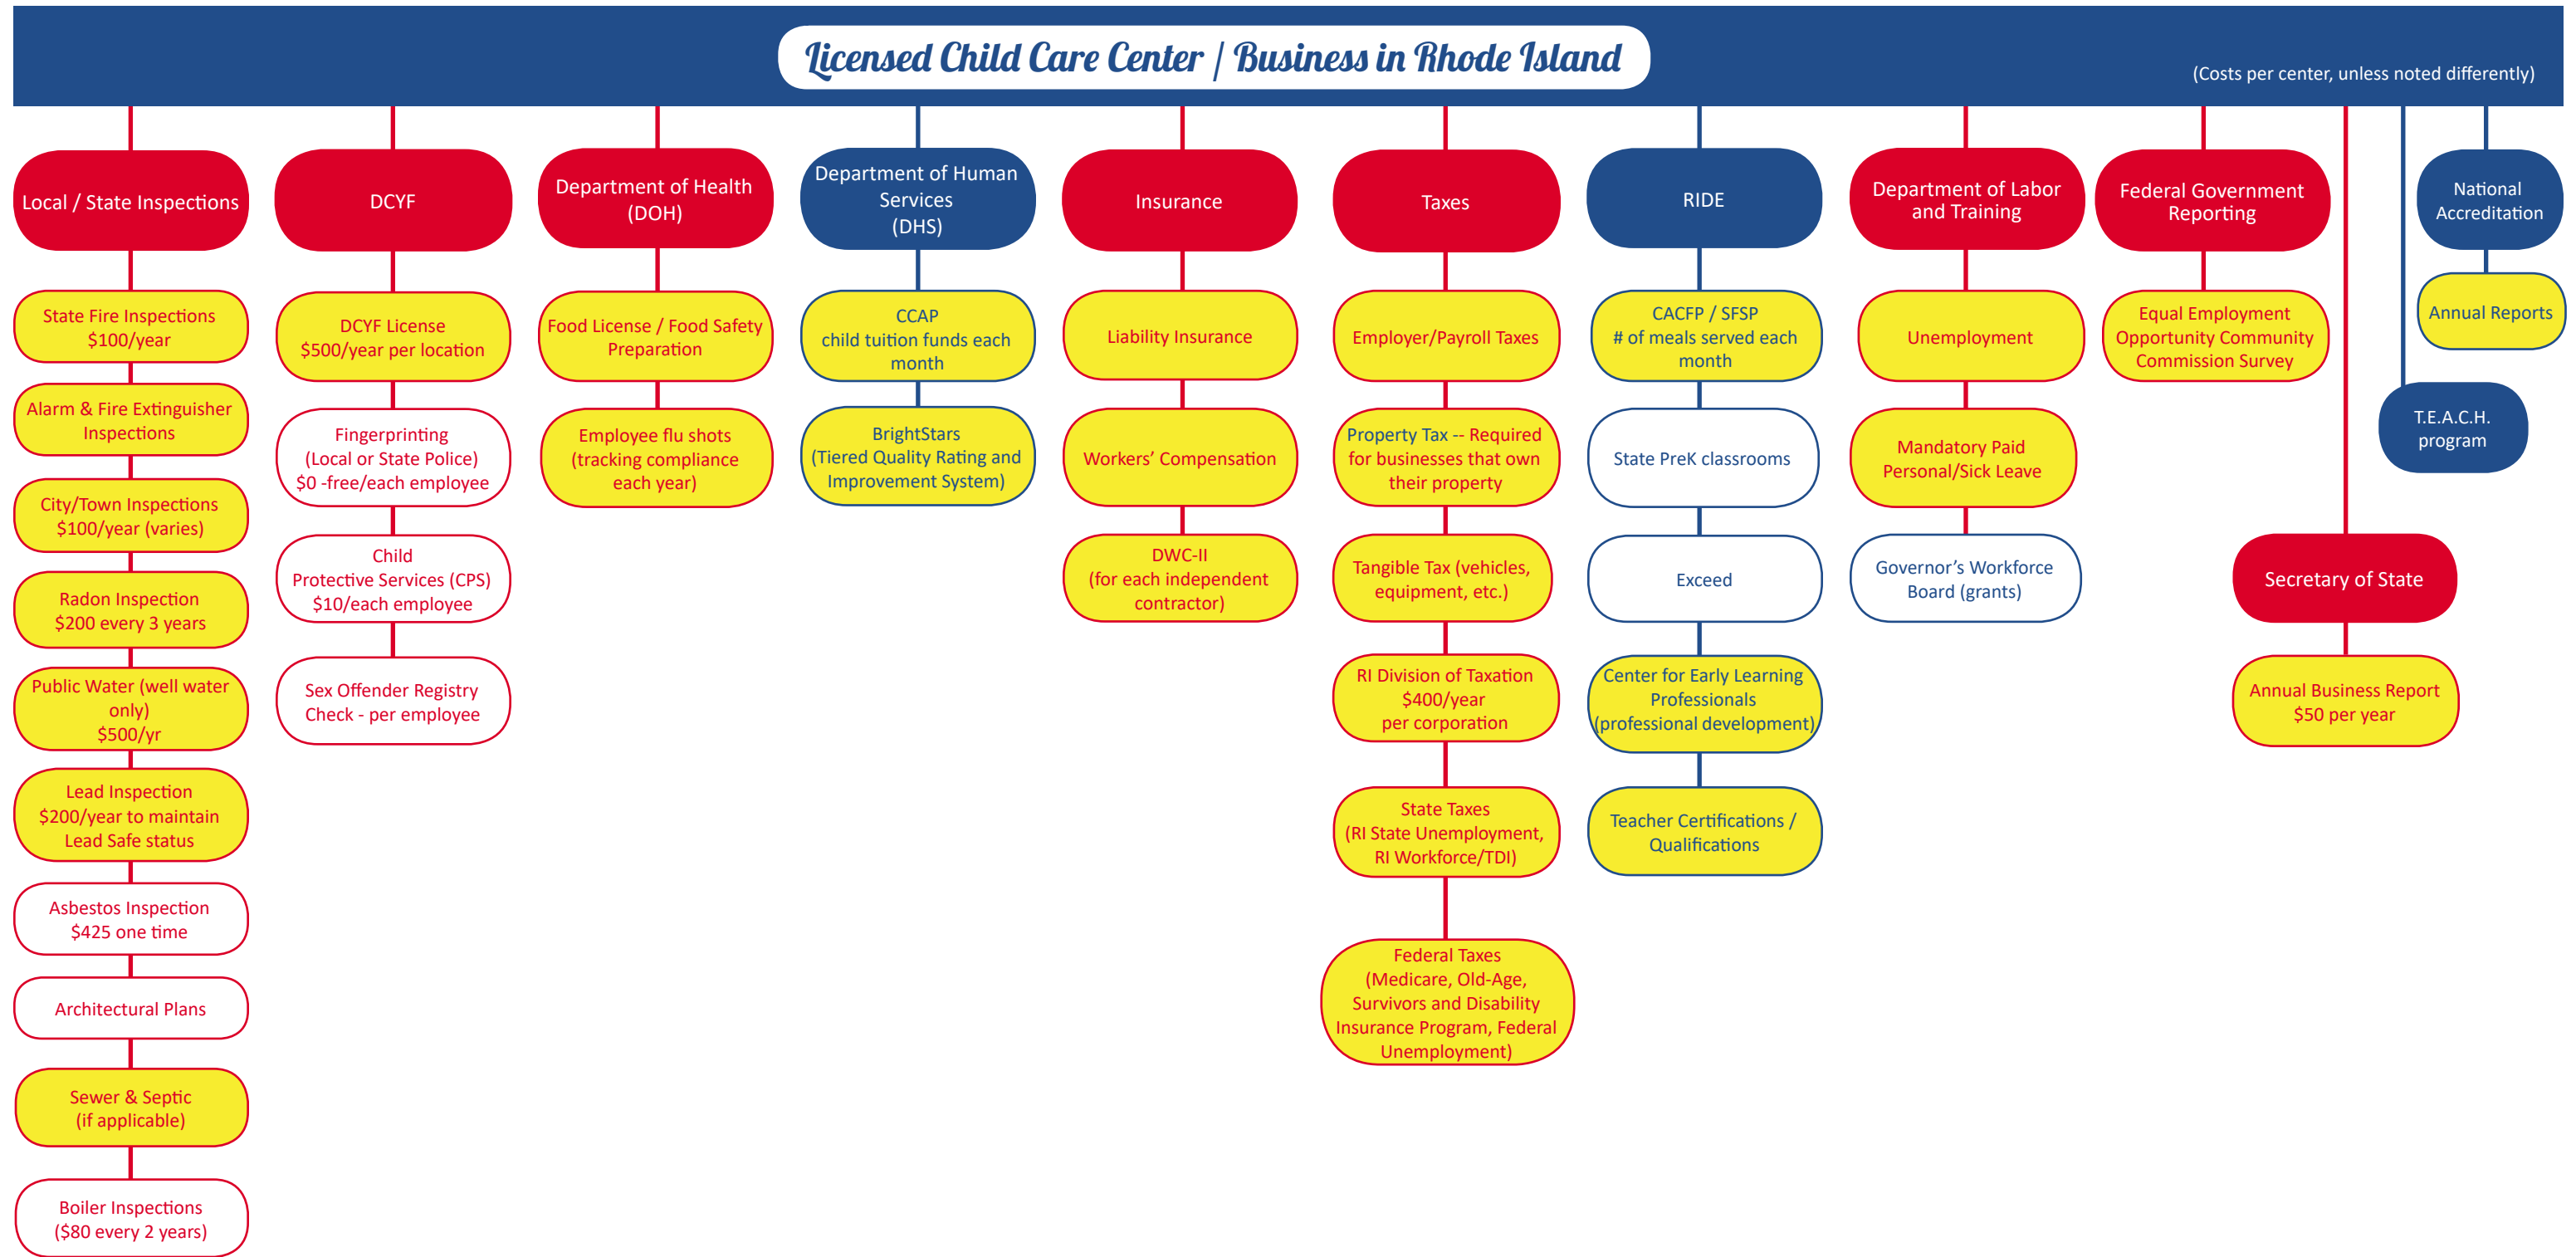 Licensed Child Care Center / Business in Rhode Island
(Costs per center, unless noted differently)
Local / State Inspections
State Fire Inspections
$100/year
Alarm & Fire Extinguisher
Inspections
City/Town Inspections
$100/year (varies)
Radon Inspection
$200 every 3 years
Public Water (well water
only)
$500/yr
Lead Inspection
$200/year to maintain
Lead Safe status
Asbestos Inspection
$425 one time
Architectural Plans
Sewer & Septic
(if applicable)
Boiler Inspections
($80 every 2 years)
DCYF
DCYF License
$500/year per location
Fingerprinting
(Local or State Police)
$0 -free/each employee
Child
Protective Services (CPS)
$10/each employee
Sex Offender Registry
Check - per employee
Department of Health
(DOH)
Food License / Food Safety
Preparation
Employee flu shots
(tracking compliance
each year)
Department of Human
Services
(DHS)
CCAP
child tuition funds each
month
BrightStars
(Tiered Quality Rating and
Improvement System)
Insurance
Liability Insurance
Workers’ Compensation
DWC-II
(for each independent
contractor)
Taxes
Employer/Payroll Taxes
Property Tax -- Required
for businesses that own
their property
Tangible Tax (vehicles,
equipment, etc.)
RI Division of Taxation
$400/year
per corporation
State Taxes
(RI State Unemployment,
RI Workforce/TDI)
Federal Taxes
(Medicare, Old-Age,
Survivors and Disability
Insurance Program, Federal
Unemployment)
RIDE
CACFP / SFSP
# of meals served each
month
State PreK classrooms
Exceed
Center for Early Learning
Professionals
(professional development)
Teacher Certifications /
Qualifications
Department of Labor
and Training
Unemployment
Mandatory Paid
Personal/Sick Leave
Governor’s Workforce
Board (grants)
Federal Government
Reporting
Equal Employment
Opportunity Community
Commission Survey
Secretary of State
Annual Business Report
$50 per year
T.E.A.C.H.
program
National
Accreditation
Annual Reports